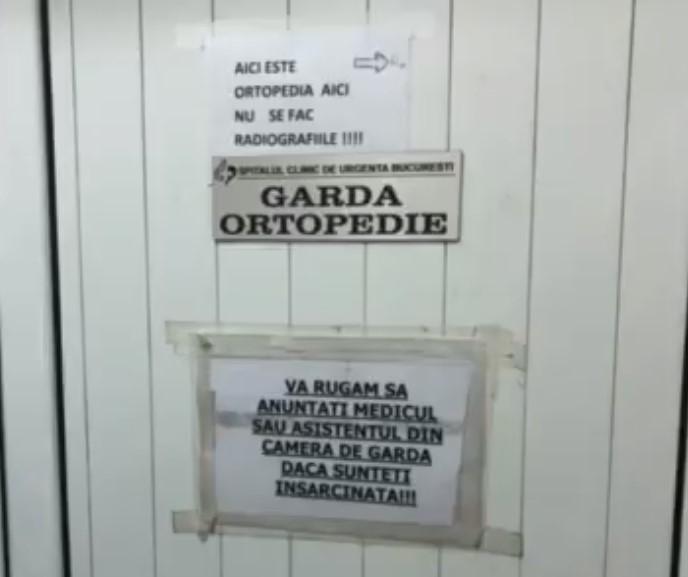 AICI ESTE
ORTOPEDIA AICI
NU SE FAC
RADIOGRAFIILE !!!!
SPITALUL CLINIC DE URGENTA BUCURESTI
GARDA
ORTOPEDIE
VA RUGAM SA
ANUNTATI MEDICUL
SAU ASISTENTUL DIN
CAMERA DE GARDA
DACA SUNTETI
INSARCINATA!!!